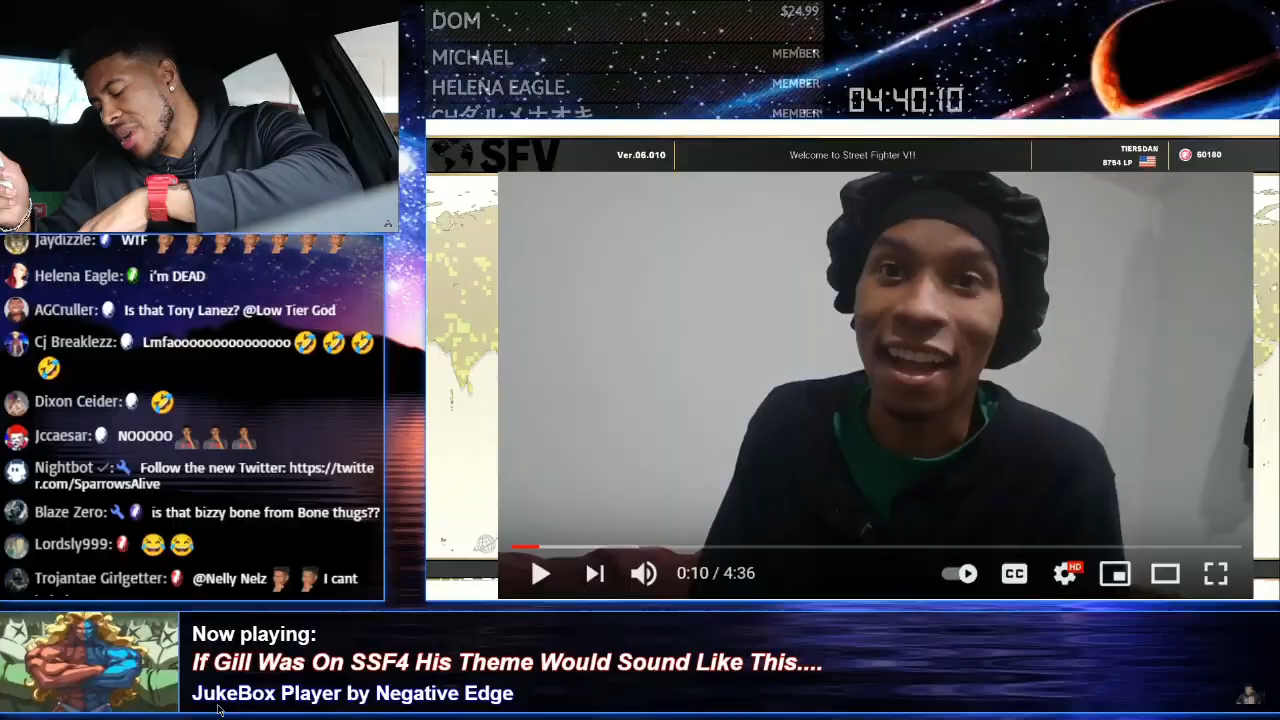 DOM
$24.99
MICHAEL
MEMBER
HELENA EAGLE
MEMBER
MEMBER
04:40:10
SFV
Ver.06.010
Welcome to Street Fighter V!!
TIERSDAN
8754 LP
60180
Jaydizzle: WTF
Helena Eagle: i'm DEAD
AGCruller: Is that Tory Lanez? @Low Tier God
Cj Breaklezz: Lmfaooooooooooooooo 🤣 🤣 🤣
🤣
Dixon Ceider: 🤣
Jccaesar: NOOOOO
Nightbot ✓: Follow the new Twitter: https://twitte
r.com/SparrowsAlive
Blaze Zero: is that bizzy bone from Bone thugs??
Lordsly999: 😂 😂
Trojantae Girlgetter: @Nelly Nelz I cant
0:10 / 4:36
CC
HD
Now playing:
If Gill Was On SSF4 His Theme Would Sound Like This....
JukeBox Player by Negative Edge